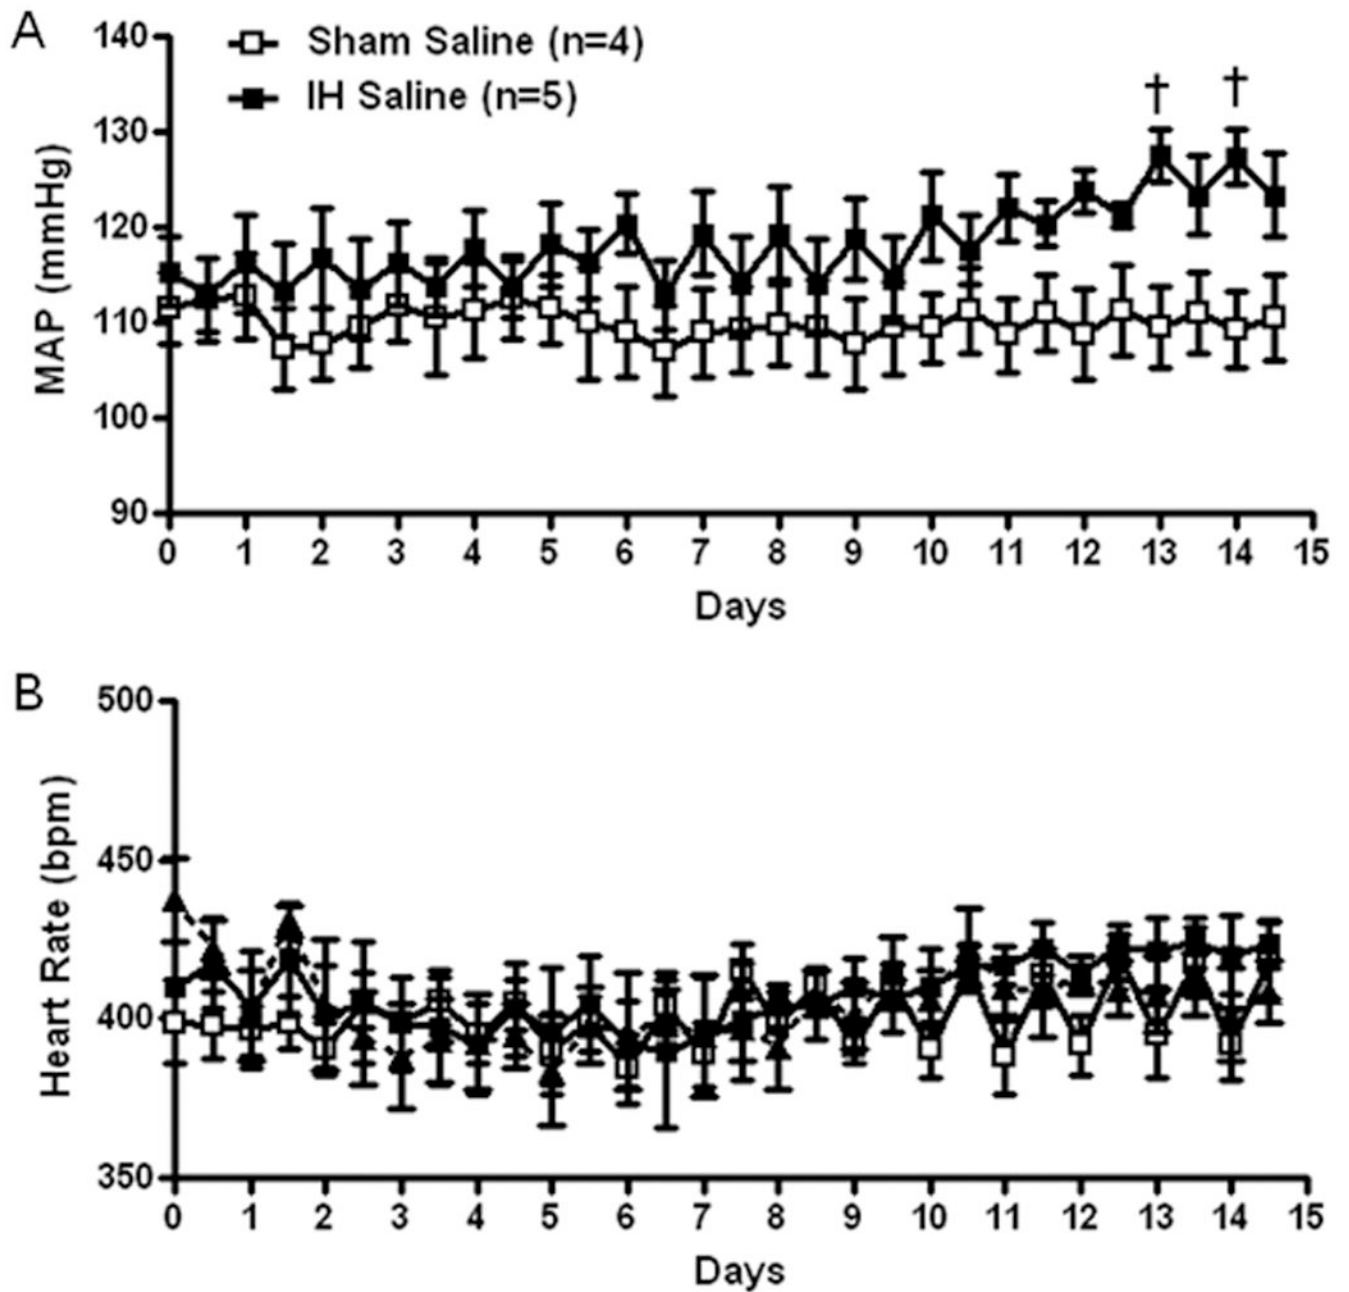 A
140
Sham Saline (n=4)
IH Saline (n=5)
† †
130
120
110
100
90
MAP (mmHg)
0 1 2 3 4 5 6 7 8 9 10 11 12 13 14 15
Days
B
500
450
400
350
Heart Rate (bpm)
0 1 2 3 4 5 6 7 8 9 10 11 12 13 14 15
Days